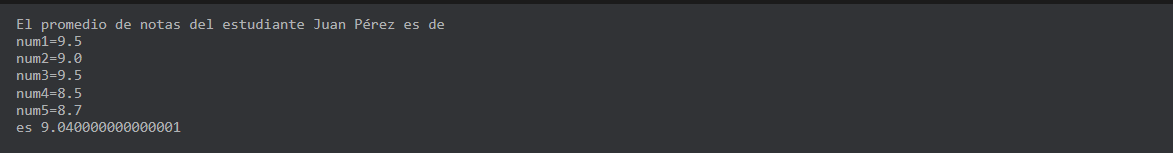 El promedio de notas del estudiante Juan Pérez es de
num1=9.5
num2=9.0
num3=9.5
num4=8.5
num5=8.7
es 9.040000000000001